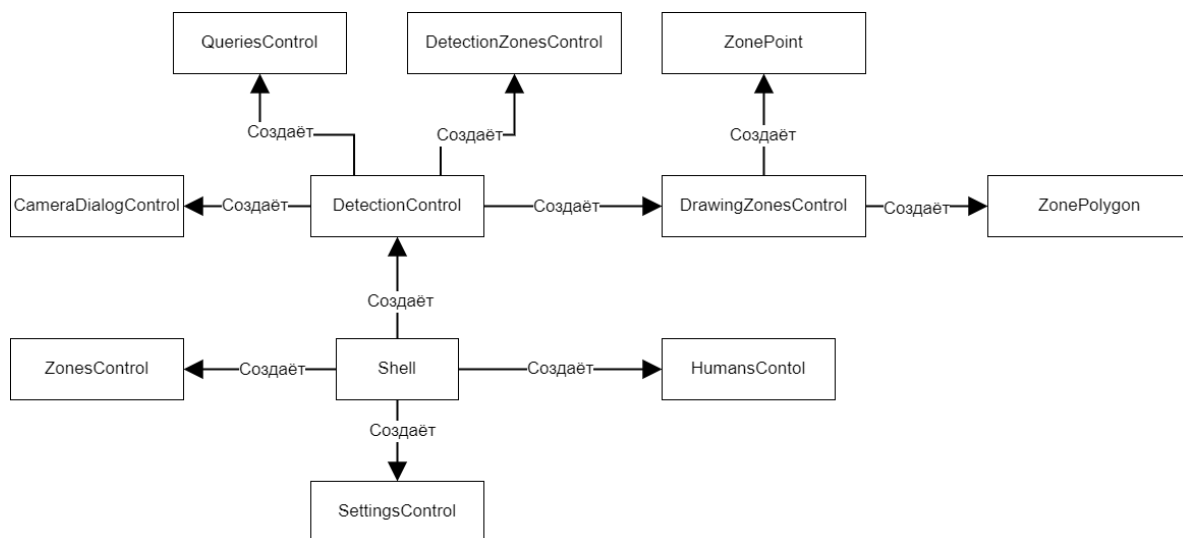 QueriesControl
DetectionZonesControl
ZonePoint
Создаёт
Создаёт
Создаёт
CameraDialogControl
Создаёт
DetectionControl
Создаёт
DrawingZonesControl
Создаёт
ZonePolygon
Создаёт
ZonesControl
Создаёт
Shell
Создаёт
HumansContol
Создаёт
SettingsControl